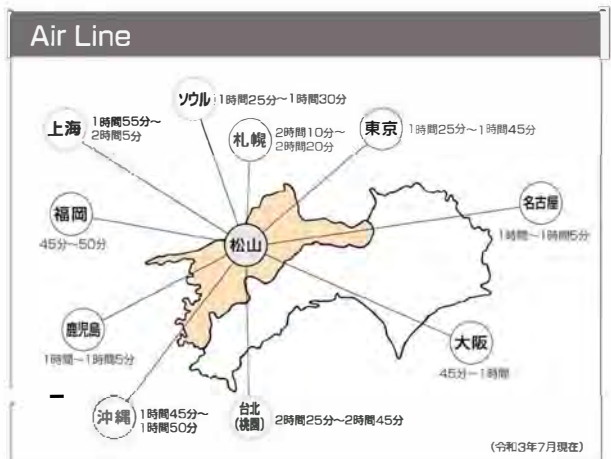 Air Line
ソウル 1時間25分～1時間30分
上海 1時間55分～
2時間5分
札幌 2時間10分～
2時間20分
東京 1時間25分～1時間45分
福岡
45分～50分
名古屋
1時間～1時間5分
松山
鹿児島
1時間～1時間5分
大阪
45分～1時間
沖縄 1時間45分～
1時間50分
台北
(桃園) 2時間25分～2時間45分
(令和3年7月現在)